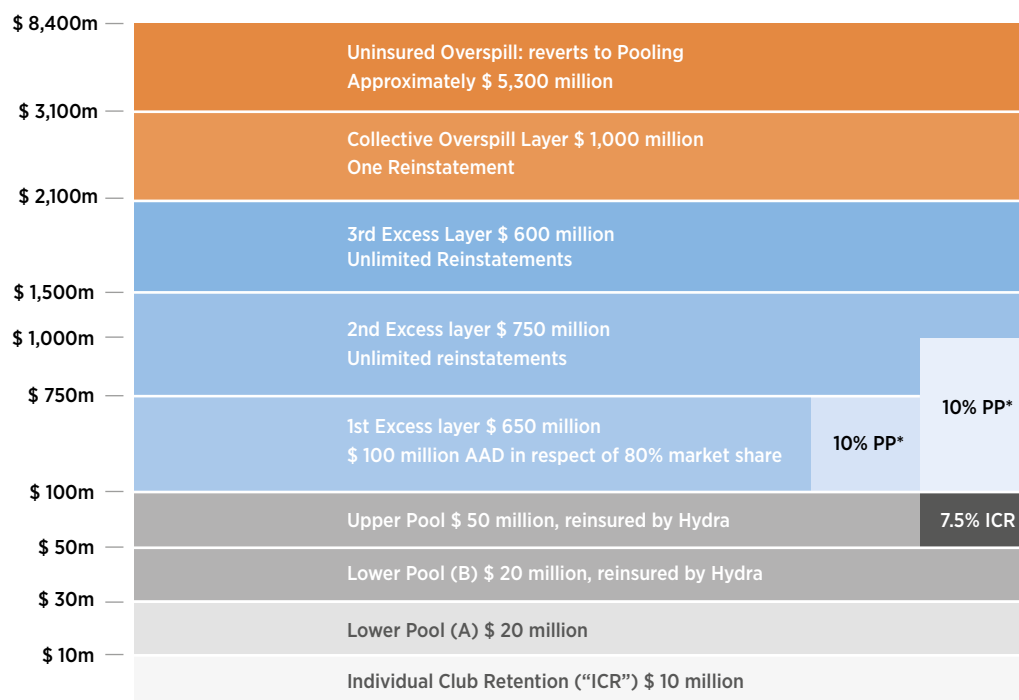 $ 8,400m
Uninsured Overspill: reverts to Pooling
Approximately $ 5,300 million
$ 3,100m
Collective Overspill Layer $ 1,000 million
One Reinstatement
$ 2,100m
3rd Excess Layer $ 600 million
Unlimited Reinstatements
$ 1,500m
2nd Excess layer $ 750 million
Unlimited reinstatements
$ 1,000m
$ 750m
1st Excess layer $ 650 million
$ 100 million AAD in respect of 80% market share
10% PP*
10% PP*
$ 100m
Upper Pool $ 50 million, reinsured by Hydra
7.5% ICR
$ 50m
Lower Pool (B) $ 20 million, reinsured by Hydra
$ 30m
Lower Pool (A) $ 20 million
$ 10m
Individual Club Retention (“ICR”) $ 10 million